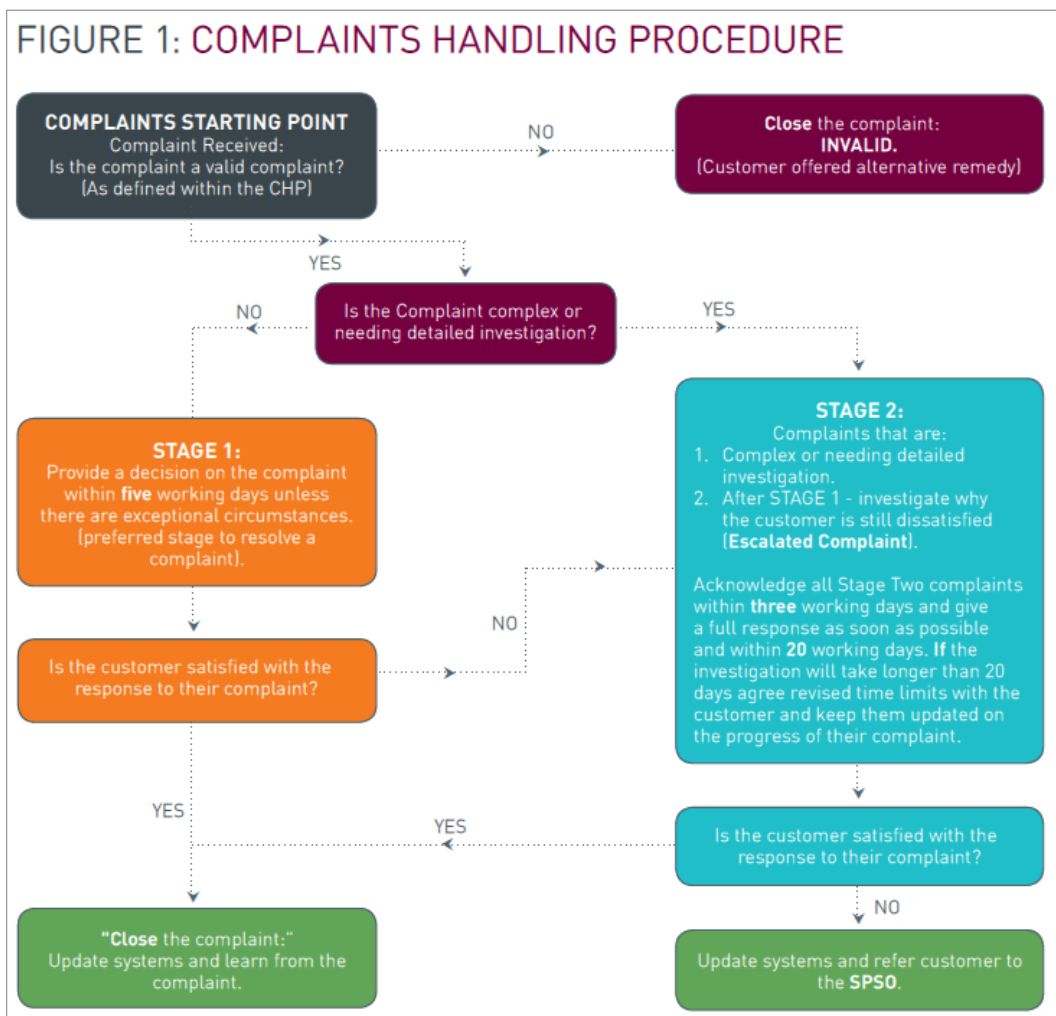 FIGURE 1: COMPLAINTS HANDLING PROCEDURE
COMPLAINTS STARTING POINT
Complaint Received:
Is the complaint a valid complaint?
(As defined within the CHP)
NO
Close the complaint:
INVALID.
(Customer offered alternative remedy)
YES
Is the Complaint complex or
needing detailed investigation?
NO
YES
STAGE 1:
Provide a decision on the complaint
within five working days unless
there are exceptional circumstances.
(preferred stage to resolve a
complaint).
STAGE 2:
Complaints that are:
1. Complex or needing detailed
investigation.
2. After STAGE 1 - investigate why
the customer is still dissatisfied
(Escalated Complaint).
Acknowledge all Stage Two complaints
within three working days and give
a full response as soon as possible
and within 20 working days. If the
investigation will take longer than 20
days agree revised time limits with the
customer and keep them updated on
the progress of their complaint.
NO
Is the customer satisfied with the
response to their complaint?
YES
YES
Is the customer satisfied with the
response to their complaint?
NO
"Close the complaint:"
Update systems and learn from the
complaint.
Update systems and refer customer to
the SPSO.